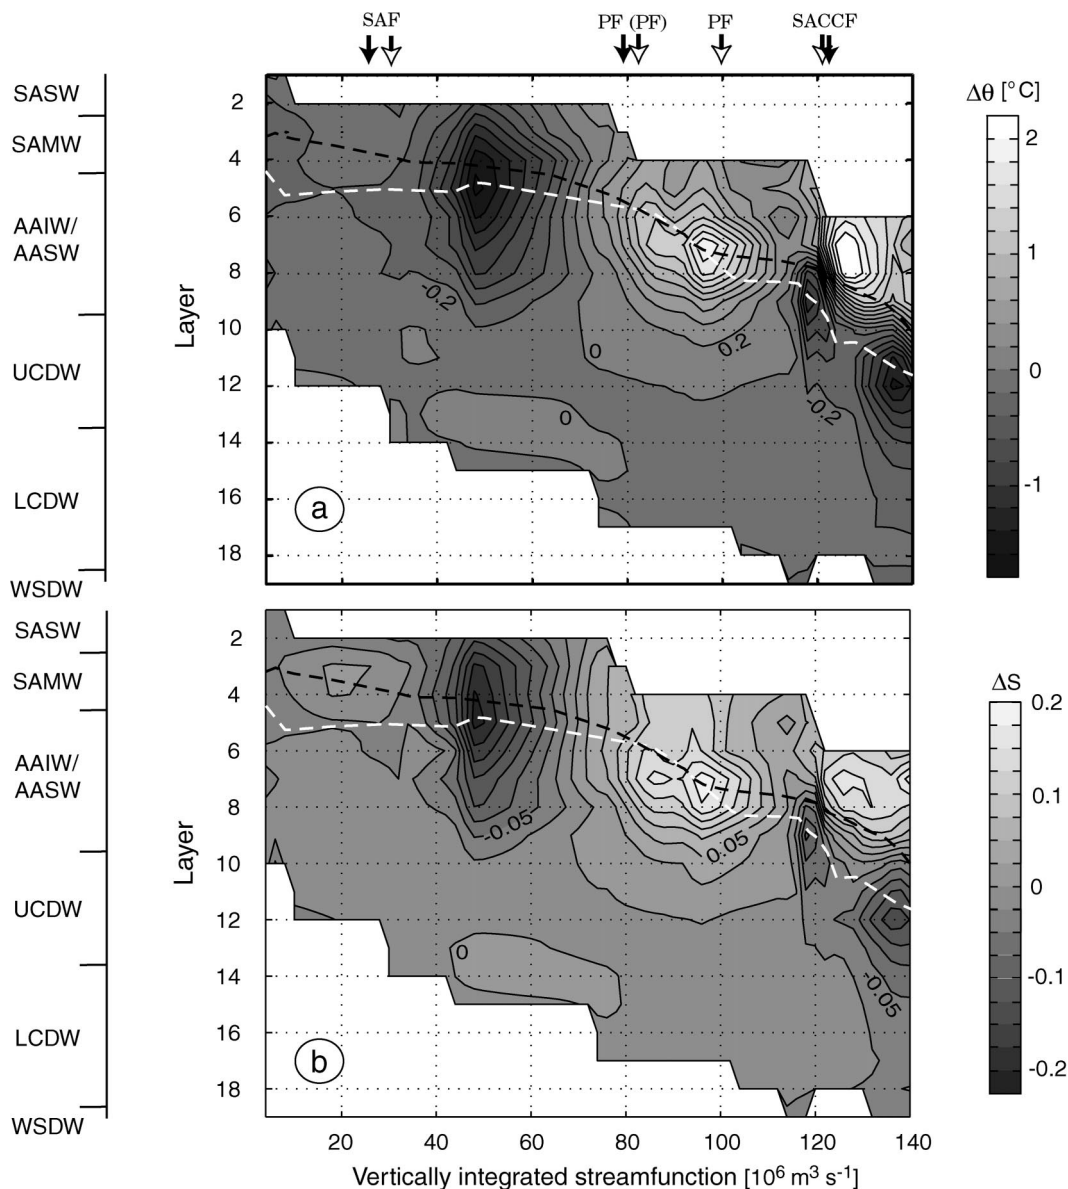 SAF PF (PF) PF SACCF
SASW
SAMW
AAIW/
AASW
UCDW
LCDW
WSDW
Layer
2
4
6
8
10
12
14
16
18
-0.2
0
0.2
0
-0.2
a
Δθ [°C]
2
1
0
-1
SASW
SAMW
AAIW/
AASW
UCDW
LCDW
WSDW
Layer
2
4
6
8
10
12
14
16
18
-0.05
0.05
0
-0.05
b
ΔS
0.2
0.1
0
-0.1
-0.2
20 40 60 80 100 120 140
Vertically integrated streamfunction [10⁶ m³ s⁻¹]